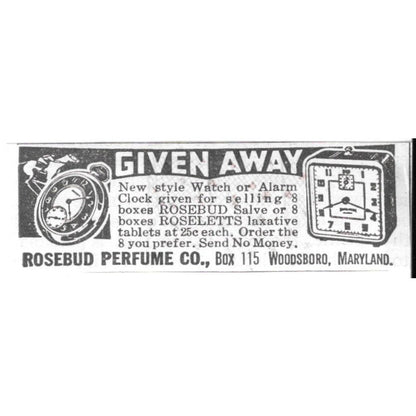 GIVEN AWAY
New style Watch or Alarm
Clock given for selling 8
boxes ROSEBUD Salve or 8
boxes ROSELETTS laxative
tablets at 25c each. Order the
8 you prefer. Send No Money.
ROSEBUD PERFUME CO., Box 115 WOODSBORO, MARYLAND.